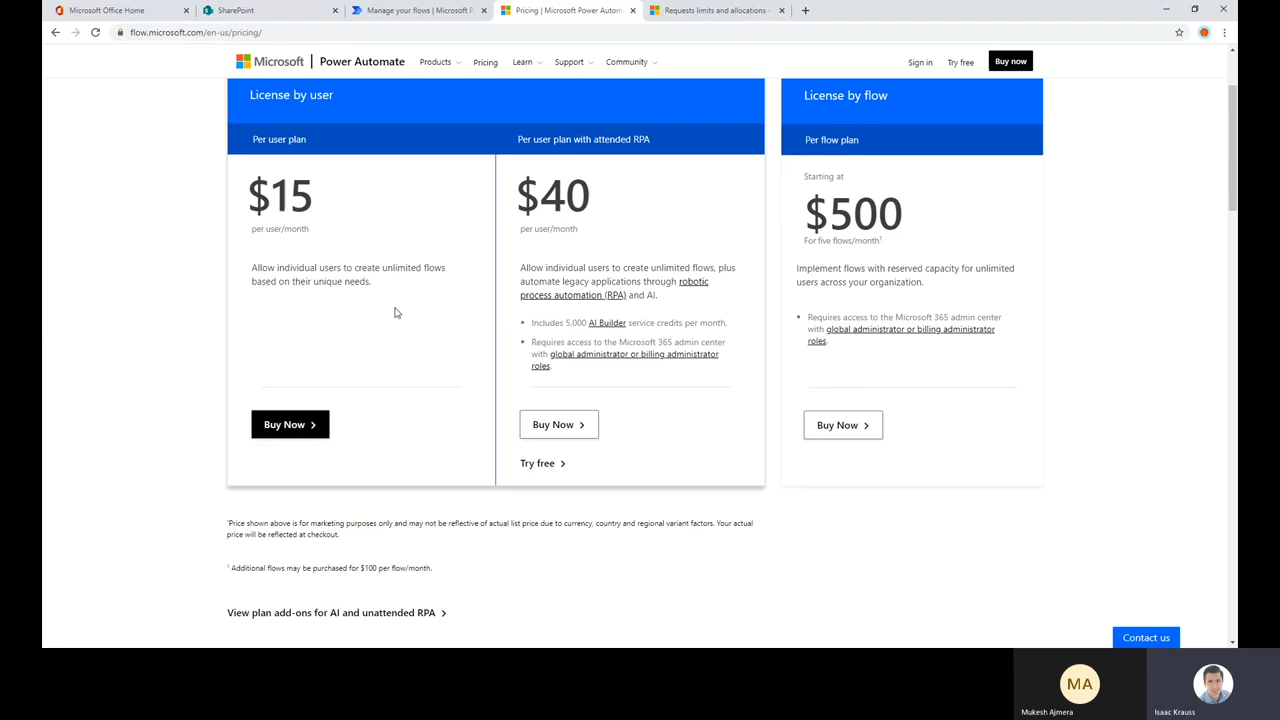 Microsoft Office Home
SharePoint
Manage your flows | Microsoft P
Pricing | Microsoft Power Autom
Requests limits and allocations -
flow.microsoft.com/en-us/pricing/
Microsoft | Power Automate
Products
Pricing
Learn
Support
Community
Sign in
Try free
Buy now
License by user
Per user plan
Per user plan with attended RPA
$15
per user/month
Allow individual users to create unlimited flows
based on their unique needs.
Buy Now
$40
per user/month
Allow individual users to create unlimited flows, plus
automate legacy applications through robotic
process automation (RPA) and AI.
• Includes 5,000 AI Builder service credits per month.
• Requires access to the Microsoft 365 admin center
with global administrator or billing administrator
roles.
Buy Now
Try free
License by flow
Per flow plan
Starting at
$500
For five flows/month¹
Implement flows with reserved capacity for unlimited
users across your organization.
• Requires access to the Microsoft 365 admin center
with global administrator or billing administrator
roles.
Buy Now
*Price shown above is for marketing purposes only and may not be reflective of actual list price due to currency, country and regional variant factors. Your actual
price will be reflected at checkout.
¹ Additional flows may be purchased for $100 per flow/month.
View plan add-ons for AI and unattended RPA
Contact us
MA
Mukesh Ajmera
Isaac Krauss